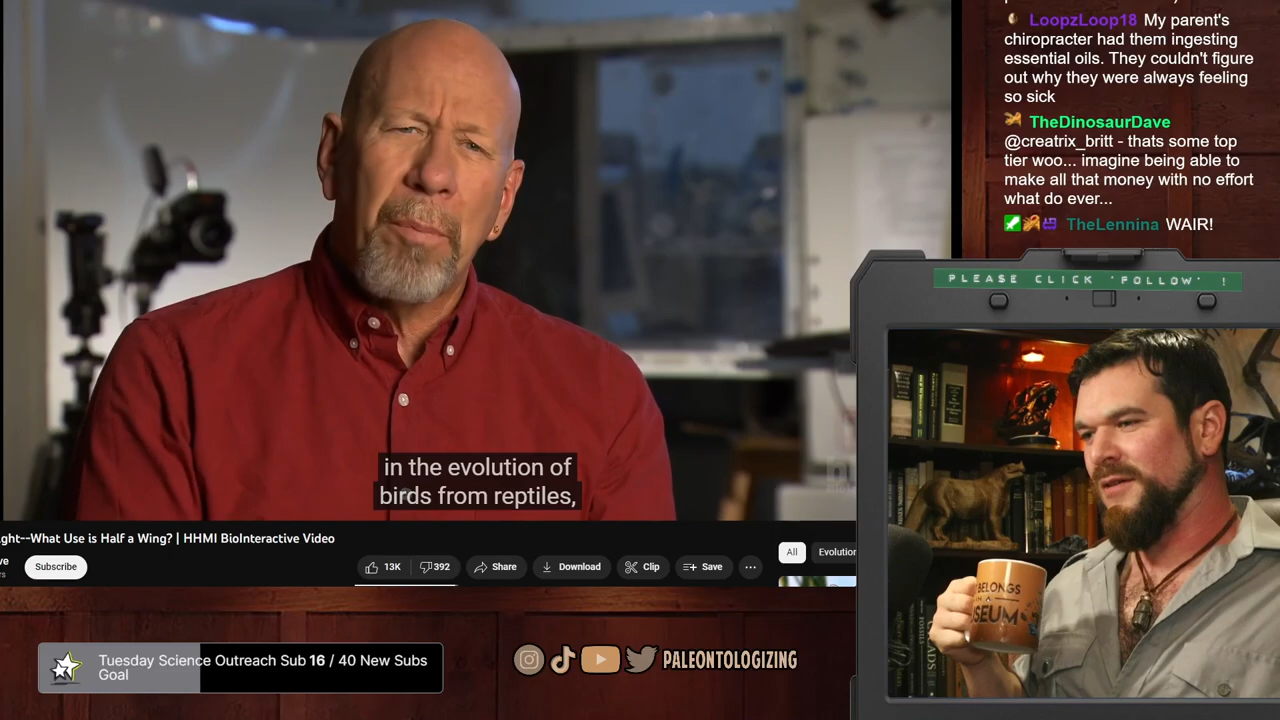 LoopzLoop18 My parent's
chiropracter had them ingesting
essential oils. They couldn't figure
out why they were always feeling
so sick
TheDinosaurDave
@creatrix_britt - thats some top
tier woo... imagine being able to
make all that money with no effort
what do ever...
TheLennina WAIR!
PLEASE CLICK 'FOLLOW' !
in the evolution of
birds from reptiles,
ght--What Use is Half a Wing? | HHMI BioInteractive Video
Subscribe
13K
392
Share
Download
Clip
Save
All
Evolution
BELONGS
A
USEUM
Tuesday Science Outreach Sub 16 / 40 New Subs
Goal
PALEONTOLOGIZING